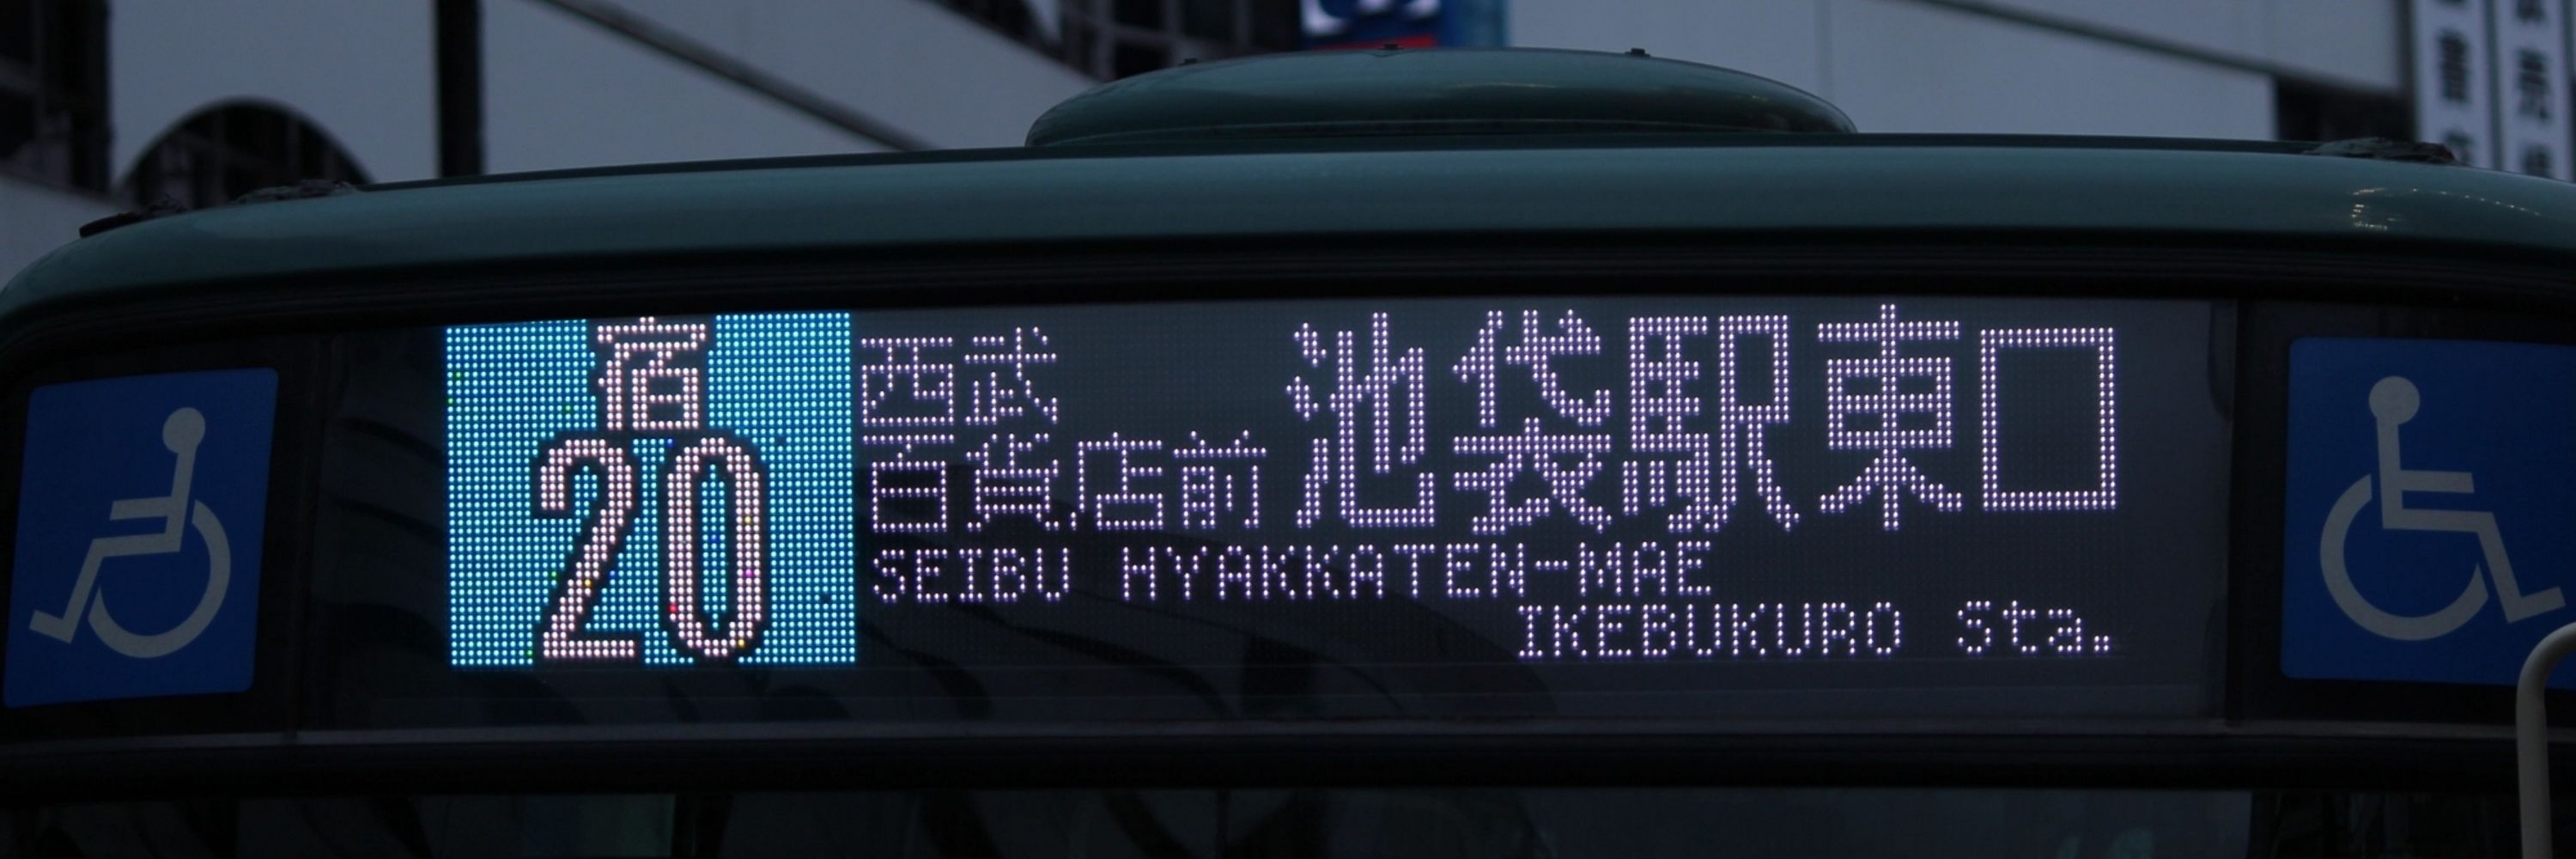 宿
20
西武
百貨店前
池袋駅東口
SEIBU HYAKKATEN-MAE
IKEBUKURO Sta.